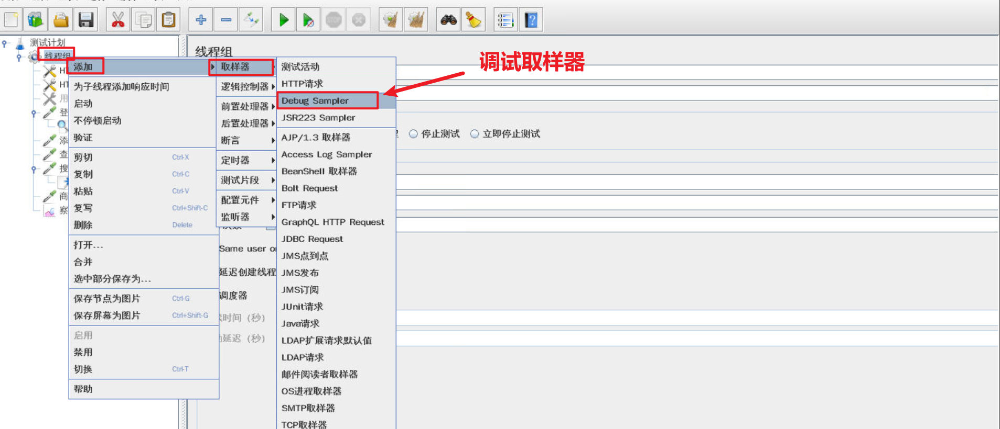 测试计划
线程组
HT
HT
用
登
添
查
搜
商
察
添加
为子线程添加响应时间
启动
不停顿启动
验证
剪切 Ctrl-X
复制 Ctrl-C
粘贴 Ctrl-V
复写 Ctrl+Shift-C
删除 Delete
打开...
合并
选中部分保存为...
保存节点为图片 Ctrl-G
保存屏幕为图片 Ctrl+Shift-G
启用
禁用
切换 Ctrl-T
帮助
取样器
逻辑控制器
前置处理器
后置处理器
断言
定时器
测试片段
配置元件
监听器
测试活动
HTTP请求
Debug Sampler
JSR223 Sampler
AJP/1.3 取样器
Access Log Sampler
BeanShell 取样器
Bolt Request
FTP请求
GraphQL HTTP Request
JDBC Request
JMS点到点
JMS发布
JMS订阅
JUnit请求
Java请求
LDAP扩展请求默认值
LDAP请求
邮件阅读者取样器
OS进程取样器
SMTP取样器
TCP取样器
线程组
调试取样器
停止测试 立即停止测试
Same user o
延迟创建线程
调度器
时间（秒）
延迟（秒）